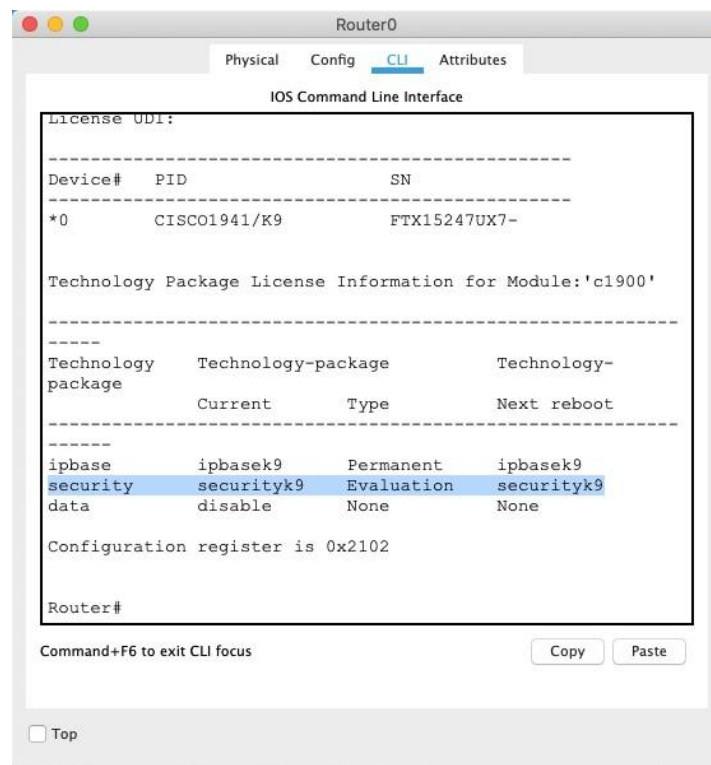 Router0
Physical Config CLI Attributes
IOS Command Line Interface
License UDI:
-------------------------------------------------
Device# PID SN
-------------------------------------------------
*0 CISCO1941/K9 FTX15247UX7-
Technology Package License Information for Module:'c1900'
-----------------------------------------------------------
-----
Technology Technology-package Technology-
package
Current Type Next reboot
-----------------------------------------------------------
------
ipbase ipbasek9 Permanent ipbasek9
security securityk9 Evaluation securityk9
data disable None None
Configuration register is 0x2102
Router#
Command+F6 to exit CLI focus Copy Paste
Top